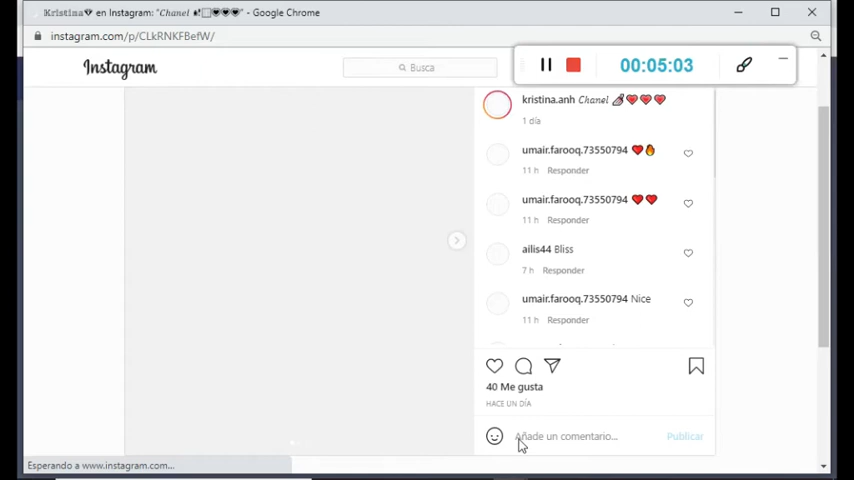 Kristina💎 en Instagram: "Chanel 💅🏻❤❤❤" - Google Chrome
instagram.com/p/CLkRNKFBefW/
Instagram
Busca
00:05:03
kristina.anh Chanel 💅🏻❤❤❤
1 día
umair.farooq.73550794 ❤🔥
11 h Responder
umair.farooq.73550794 ❤❤
11 h Responder
ailis44 Bliss
7 h Responder
umair.farooq.73550794 Nice
11 h Responder
40 Me gusta
HACE UN DÍA
Añade un comentario... Publicar
Esperando a www.instagram.com...